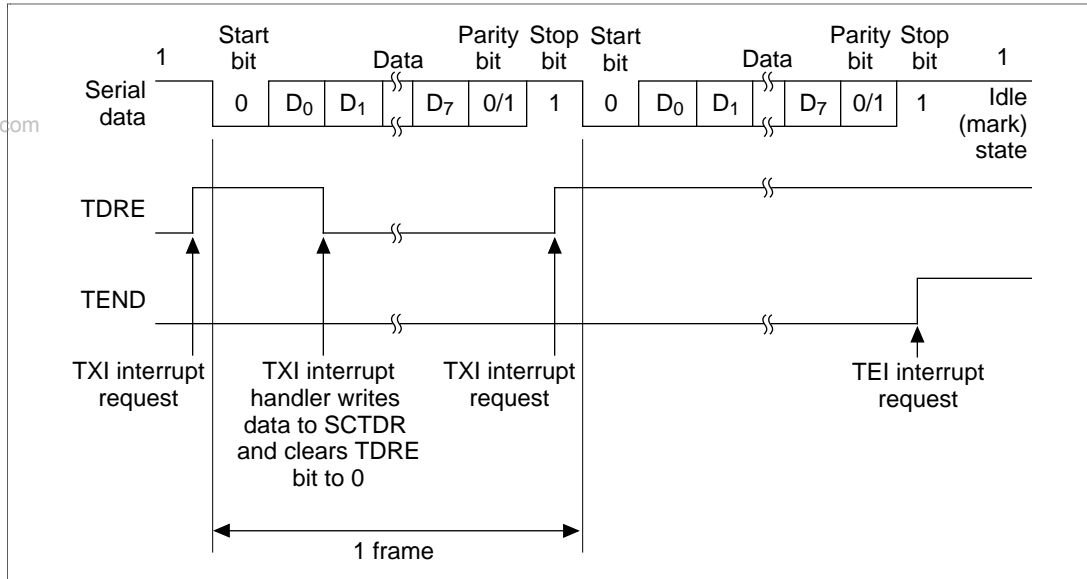 1 Start bit Data Parity bit Stop bit Start bit Data Parity bit Stop bit 1
Serial data 0 D0 D1 D7 0/1 1 0 D0 D1 D7 0/1 1 Idle (mark) state
com
TDRE
TEND
TXI interrupt request
TXI interrupt handler writes data to SCTDR and clears TDRE bit to 0
TXI interrupt request
TEI interrupt request
1 frame